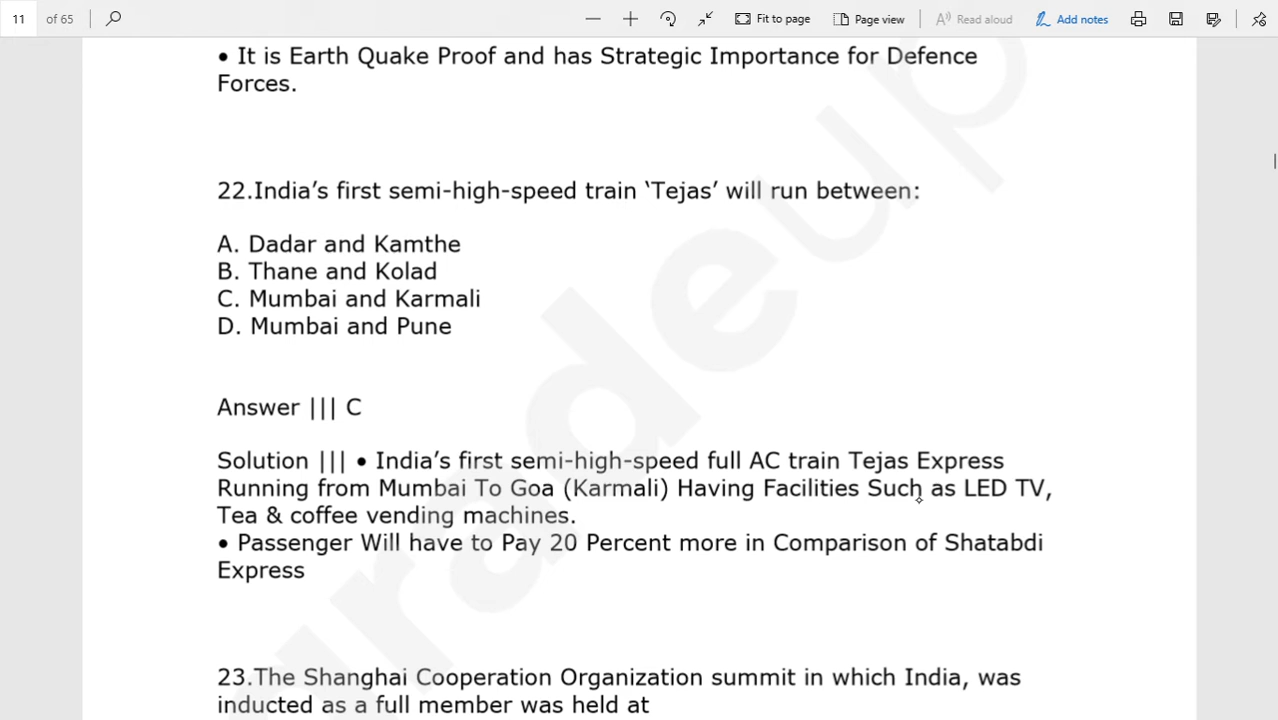 11 of 65
Fit to page
Page view
Read aloud
Add notes
• It is Earth Quake Proof and has Strategic Importance for Defence
Forces.
22.India’s first semi-high-speed train ‘Tejas’ will run between:
A. Dadar and Kamthe
B. Thane and Kolad
C. Mumbai and Karmali
D. Mumbai and Pune
Answer ||| C
Solution ||| • India’s first semi-high-speed full AC train Tejas Express
Running from Mumbai To Goa (Karmali) Having Facilities Such as LED TV,
Tea & coffee vending machines.
• Passenger Will have to Pay 20 Percent more in Comparison of Shatabdi
Express
23.The Shanghai Cooperation Organization summit in which India, was
inducted as a full member was held at
gradeup